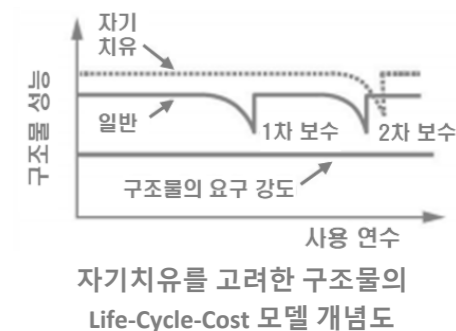 자기
치유
구조물 성능
일반
1차 보수
2차 보수
구조물의 요구 강도
사용 연수
자기치유를 고려한 구조물의
Life-Cycle-Cost 모델 개념도